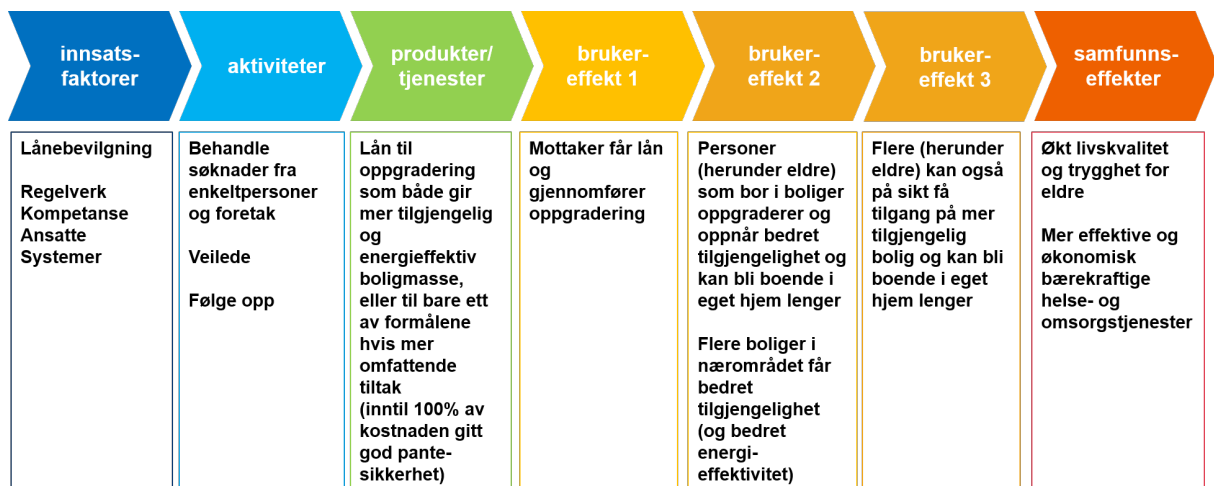 innsats-
faktorer
aktiviteter
produkter/
tjenester
bruker-
effekt 1
bruker-
effekt 2
bruker-
effekt 3
samfunns-
effekter
Lånebevilgning
Regelverk
Kompetanse
Ansatte
Systemer
Behandle
søknader fra
enkeltpersoner
og foretak
Veilede
Følge opp
Lån til
oppgradering
som både gir
mer tilgjengelig
og
energieffektiv
boligmasse,
eller til bare ett
av formålene
hvis mer
omfattende
tiltak
(inntil 100% av
kostnaden gitt
god pante-
sikkerhet)
Mottaker får lån
og
gjennomfører
oppgradering
Personer
(herunder eldre)
som bor i boliger
oppgraderer og
oppnår bedret
tilgjengelighet og
kan bli boende i
eget hjem lenger
Flere boliger i
nærområdet får
bedret
tilgjengelighet
(og bedret
energi-
effektivitet)
Flere (herunder
eldre) kan også
på sikt få
tilgang på mer
tilgjengelig
bolig og kan bli
boende i eget
hjem lenger
Økt livskvalitet
og trygghet for
eldre
Mer effektive og
økonomisk
bærekraftige
helse- og
omsorgstjenester